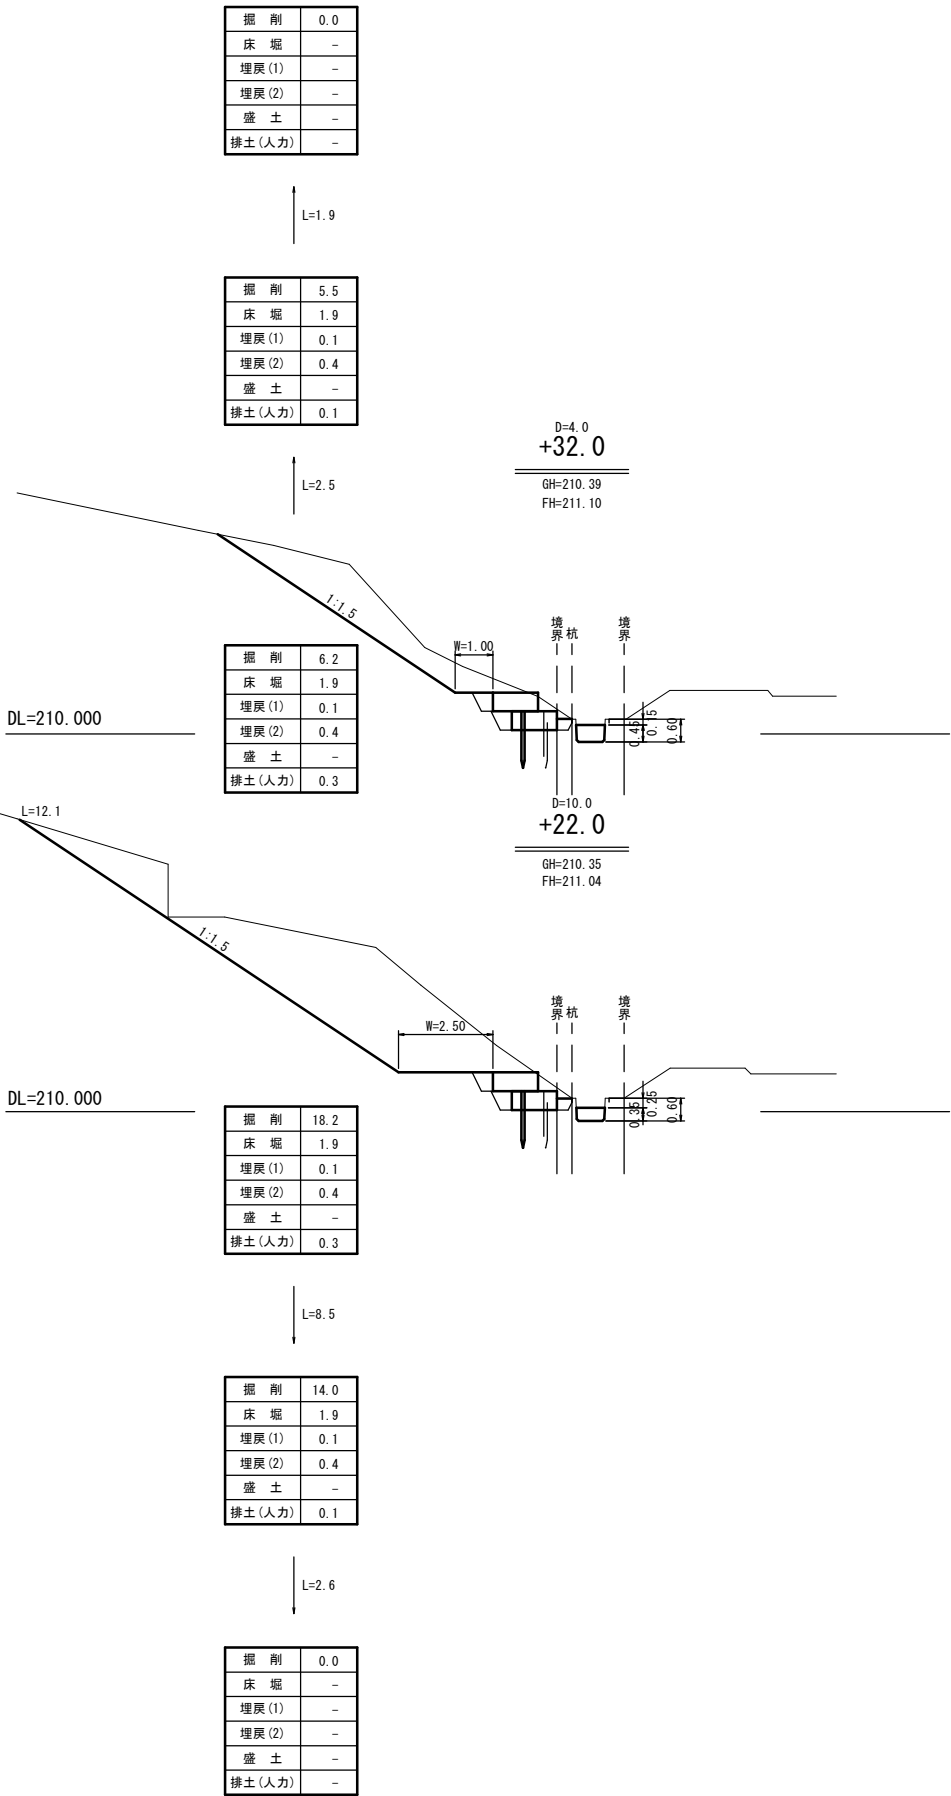 掘 削 0.0
床 堀 -
埋戻(1) -
埋戻(2) -
盛 土 -
排土(人力) -
L=1.9
掘 削 5.5
床 堀 1.9
埋戻(1) 0.1
埋戻(2) 0.4
盛 土 -
排土(人力) 0.1
L=2.5
D=4.0
+32.0
GH=210.39
FH=211.10
1:1.5
W=1.00
境界
杭
境界
0.45
0.15
0.60
DL=210.000
掘 削 6.2
床 堀 1.9
埋戻(1) 0.1
埋戻(2) 0.4
盛 土 -
排土(人力) 0.3
L=12.1
D=10.0
+22.0
GH=210.35
FH=211.04
1:1.5
W=2.50
境界
杭
境界
0.35
0.25
0.60
DL=210.000
掘 削 18.2
床 堀 1.9
埋戻(1) 0.1
埋戻(2) 0.4
盛 土 -
排土(人力) 0.3
L=8.5
掘 削 14.0
床 堀 1.9
埋戻(1) 0.1
埋戻(2) 0.4
盛 土 -
排土(人力) 0.1
L=2.6
掘 削 0.0
床 堀 -
埋戻(1) -
埋戻(2) -
盛 土 -
排土(人力) -